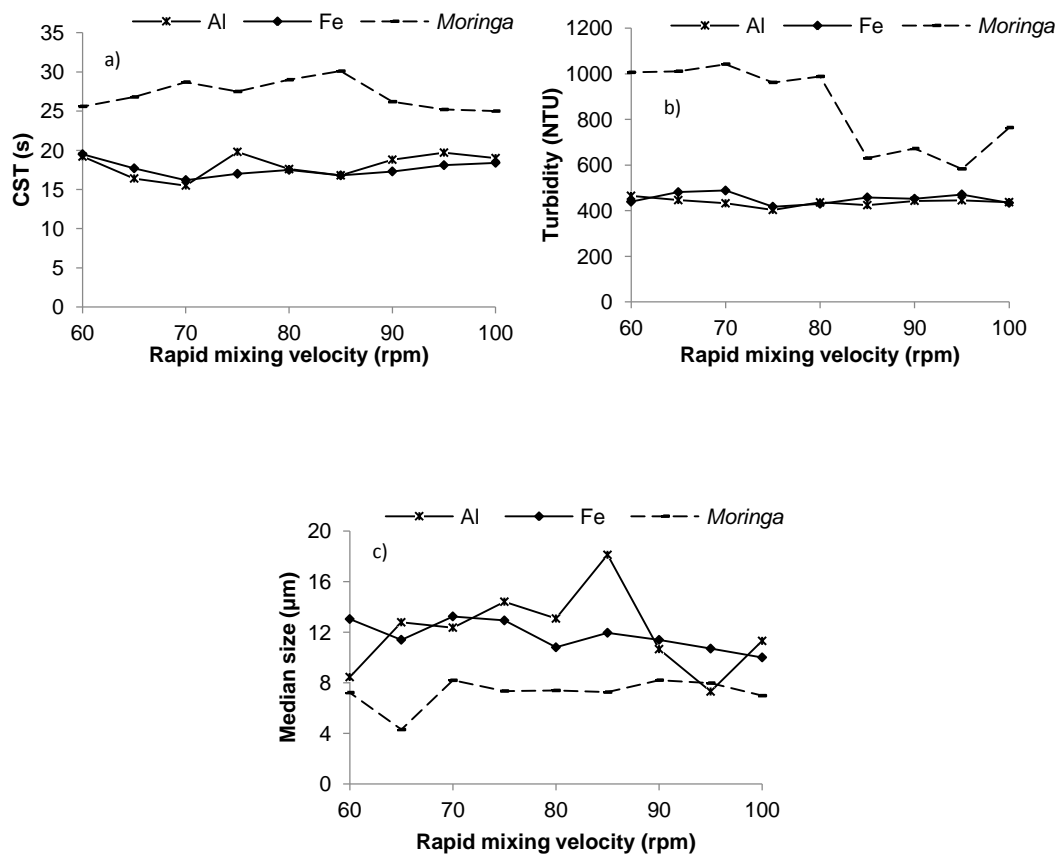 Al Fe Moringa
a)
35
30
25
20
15
10
5
0
CST (s)
60 70 80 90 100
Rapid mixing velocity (rpm)
Al Fe Moringa
b)
1200
1000
800
600
400
200
0
Turbidity (NTU)
60 70 80 90 100
Rapid mixing velocity (rpm)
Al Fe Moringa
c)
20
16
12
8
4
0
Median size (µm)
60 70 80 90 100
Rapid mixing velocity (rpm)